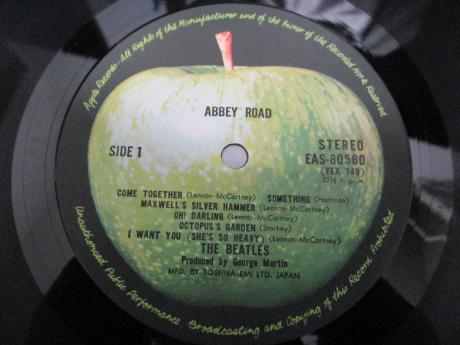 Apple Records · All Rights of the Manufacturer and of the Owner of the Recorded Work Reserved
ABBEY ROAD
SIDE 1
STEREO
EAS-80560
(YEX 749)
33⅓ r.p.m.
COME TOGETHER (Lennon-McCartney) SOMETHING (Harrison)
MAXWELL'S SILVER HAMMER (Lennon-McCartney)
OH! DARLING (Lennon-McCartney)
OCTOPUS'S GARDEN (Starkey)
I WANT YOU (SHE'S SO HEAVY) (Lennon-McCartney)
THE BEATLES
Produced by George Martin
MFD. BY TOSHIBA-EMI LTD. JAPAN
Unauthorized Public Performance, Broadcasting and Copying of this Record Prohibited